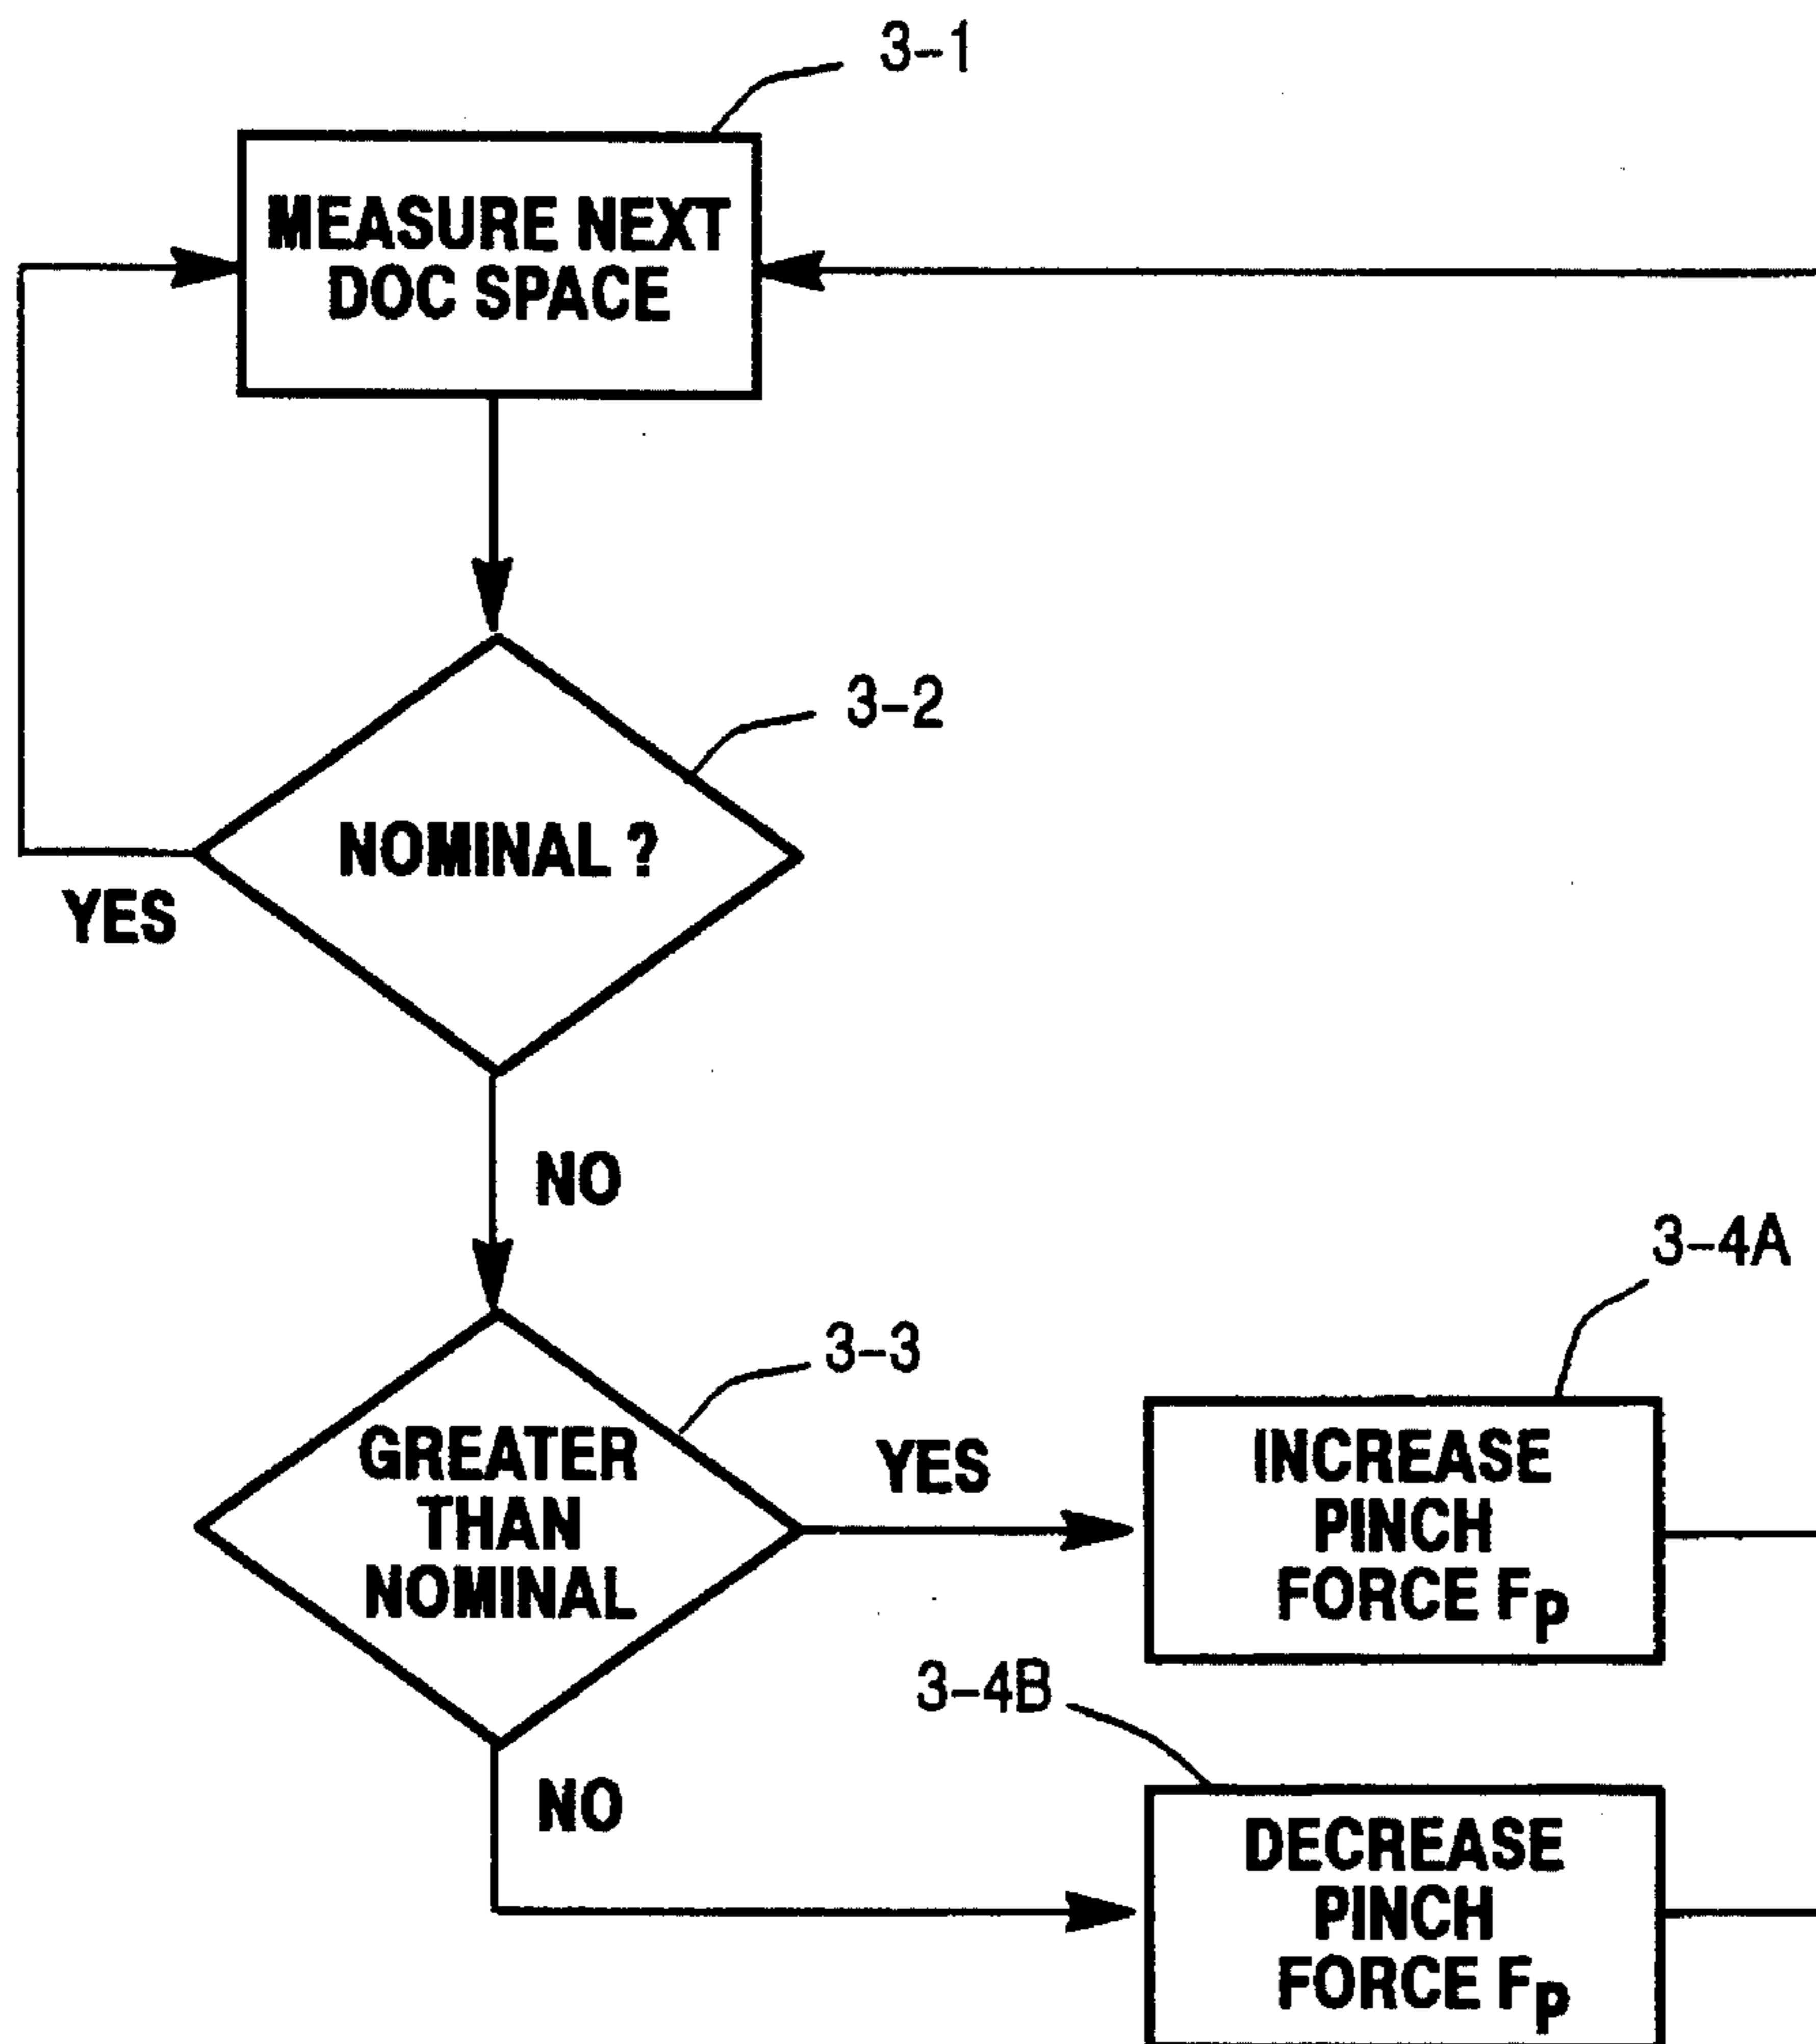 3-1
MEASURE NEXT
DOC SPACE
3-2
NOMINAL ?
YES
NO
3-3
GREATER
THAN
NOMINAL
YES
3-4A
INCREASE
PINCH
FORCE Fp
NO
3-4B
DECREASE
PINCH
FORCE Fp